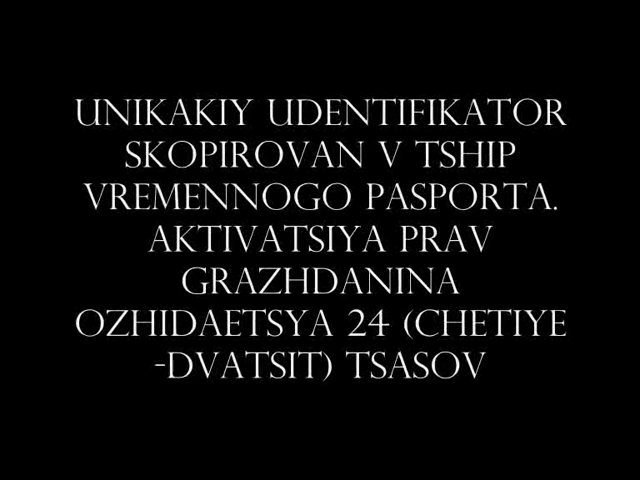 UNIKAKIY UDENTIFIKATOR
SKOPIROVAN V TSHIP
VREMENNOGO PASPORTA.
AKTIVATSIYA PRAV
GRAZHDANINA
OZHIDAETSYA 24 (CHETIYE
-DVATSIT) TSASOV